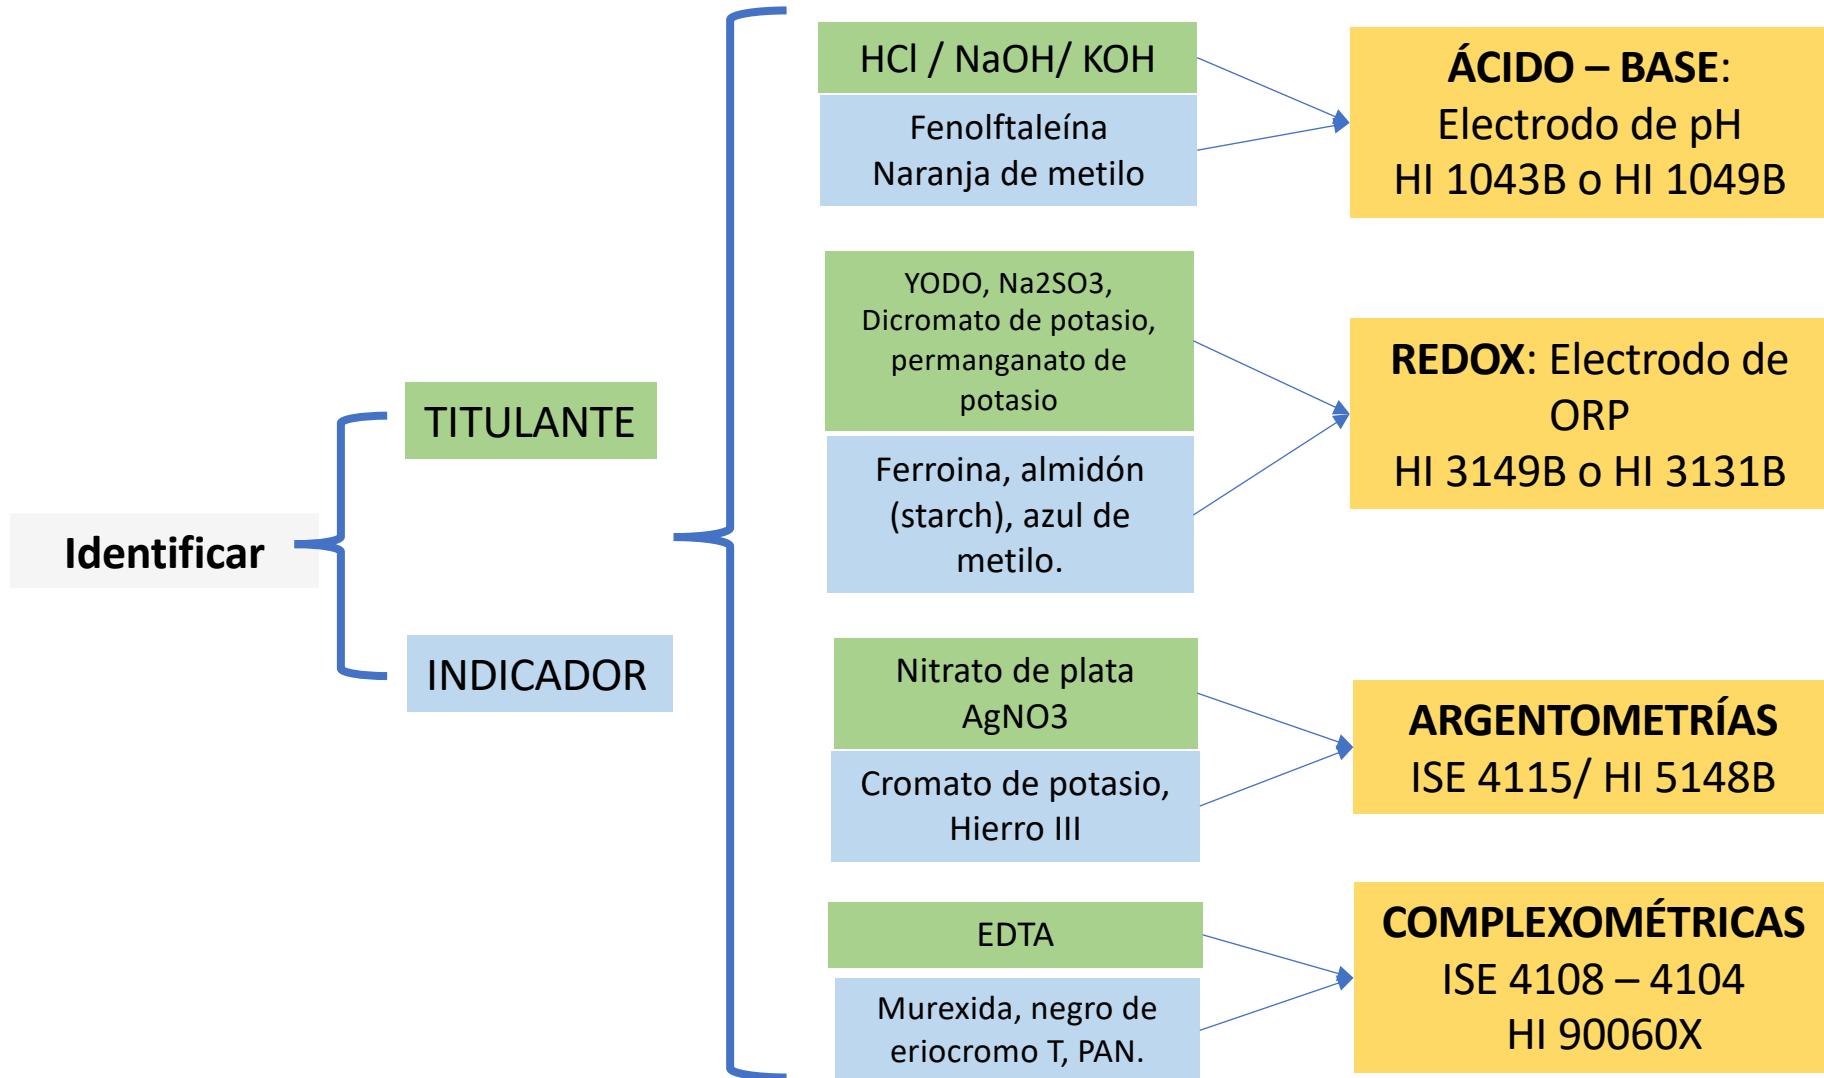 Identificar
TITULANTE
INDICADOR
HCl / NaOH/ KOH
Fenolftaleína
Naranja de metilo
ÁCIDO – BASE:
Electrodo de pH
HI 1043B o HI 1049B
YODO, Na2SO3,
Dicromato de potasio,
permanganato de
potasio
Ferroina, almidón
(starch), azul de
metilo.
REDOX: Electrodo de
ORP
HI 3149B o HI 3131B
Nitrato de plata
AgNO3
Cromato de potasio,
Hierro III
ARGENTOMETRÍAS
ISE 4115/ HI 5148B
EDTA
Murexida, negro de
eriocromo T, PAN.
COMPLEXOMÉTRICAS
ISE 4108 – 4104
HI 90060X